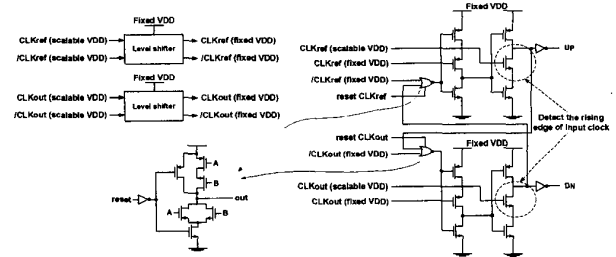 Fixed VDD
CLKref (scalable VDD)
/CLKref (scalable VDD)
Level shifter
CLKref (fixed VDD)
/CLKref (fixed VDD)
Fixed VDD
CLKout (scalable VDD)
/CLKout (scalable VDD)
Level shifter
CLKout (fixed VDD)
/CLKout (fixed VDD)
reset
A
B
out
A
B
Fixed VDD
CLKref (scalable VDD)
CLKref (fixed VDD)
/CLKref (fixed VDD)
reset CLKref
UP
Detect the rising
edge of input clock
reset CLKout
Fixed VDD
/CLKout (fixed VDD)
CLKout (scalable VDD)
CLKout (fixed VDD)
DN